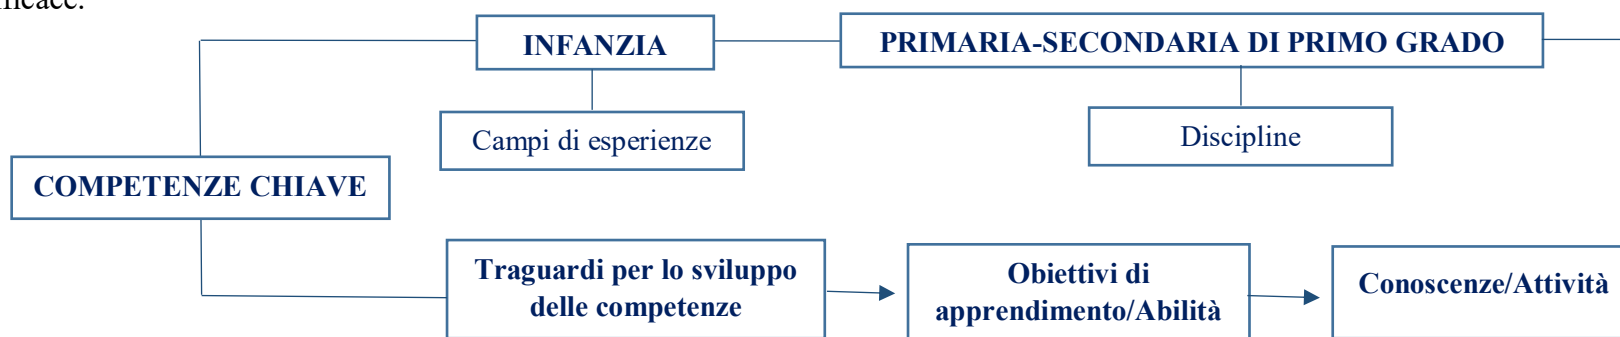 INFANZIA
PRIMARIA-SECONDARIA DI PRIMO GRADO
Campi di esperienze
Discipline
COMPETENZE CHIAVE
Traguardi per lo sviluppo
delle competenze
Obiettivi di
apprendimento/Abilità
Conoscenze/Attività